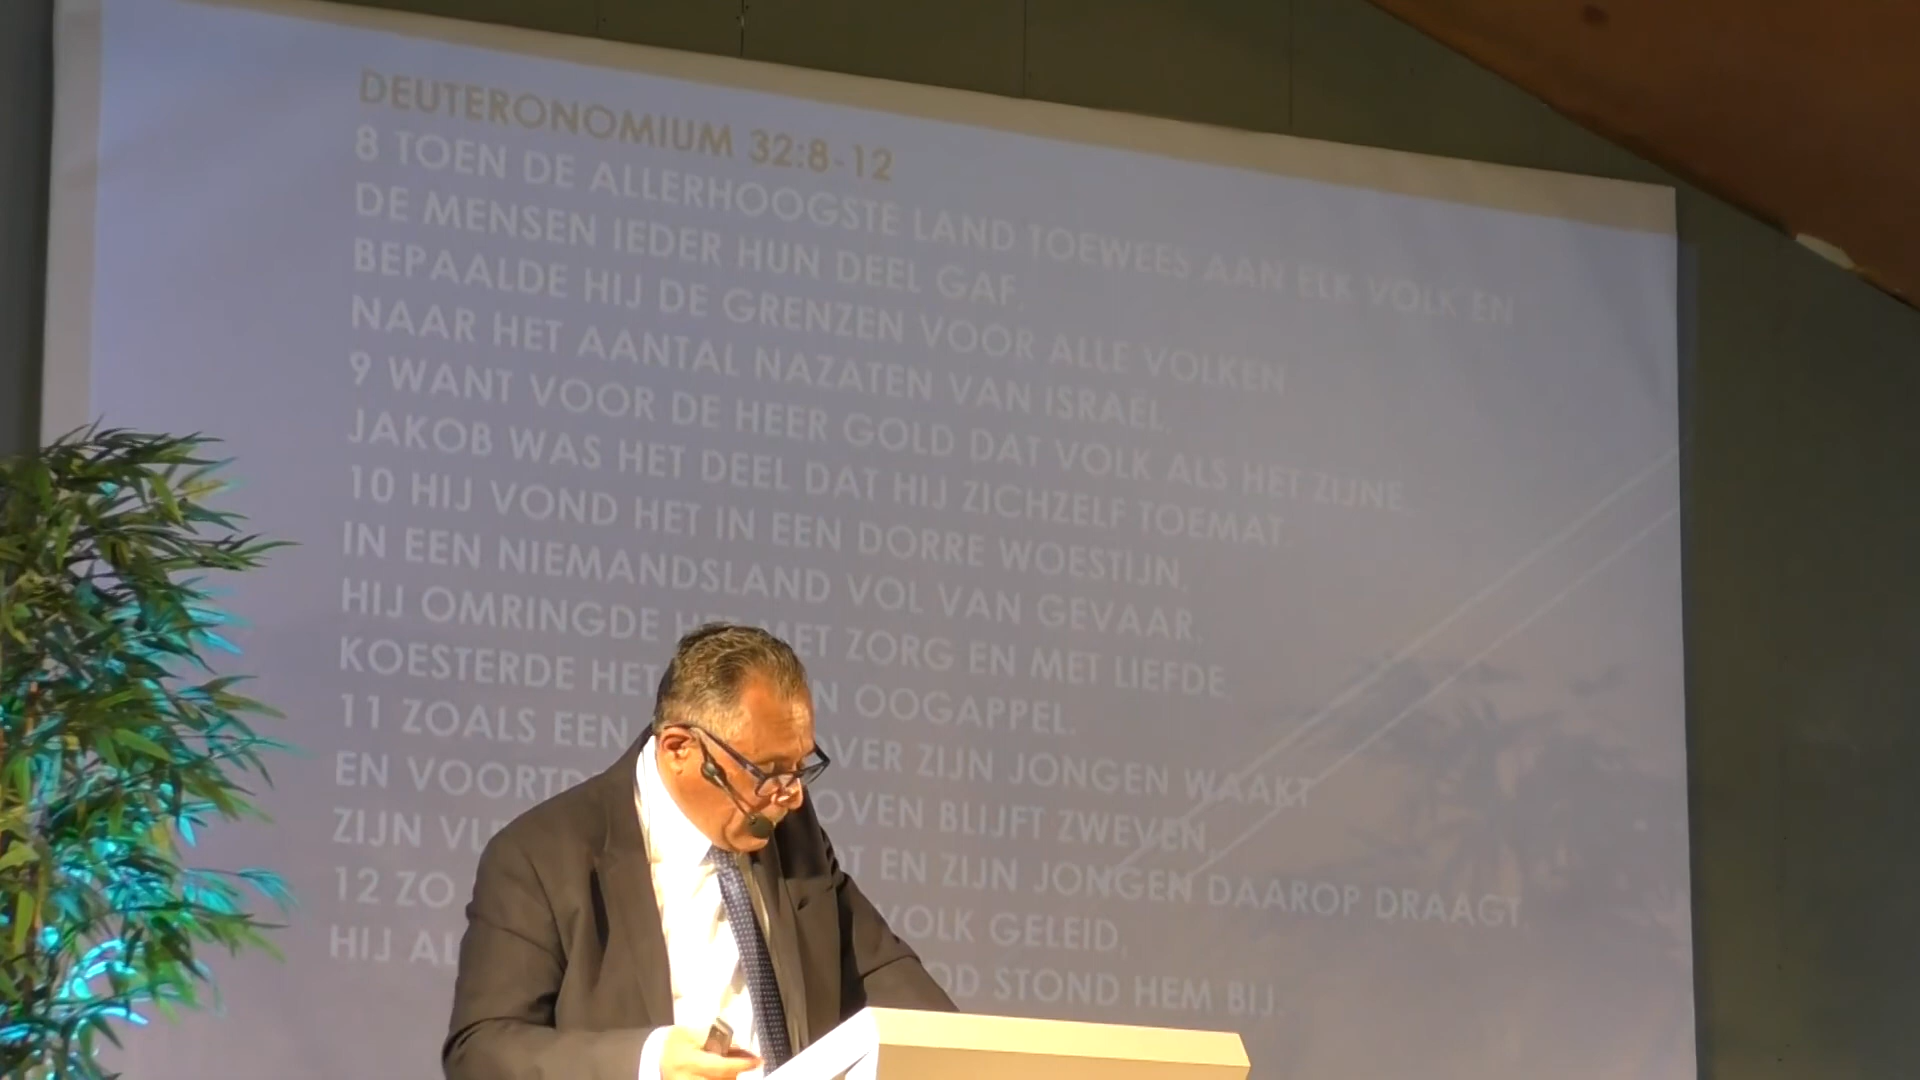 DEUTERONOMIUM 32:8-12
8 TOEN DE ALLERHOOGSTE LAND TOEWEES AAN ELK VOLK EN
DE MENSEN IEDER HUN DEEL GAF,
BEPAALDE HIJ DE GRENZEN VOOR ALLE VOLKEN
NAAR HET AANTAL NAZATEN VAN ISRAEL.
9 WANT VOOR DE HEER GOLD DAT VOLK ALS HET ZIJNE,
JAKOB WAS HET DEEL DAT HIJ ZICHZELF TOEMAT.
10 HIJ VOND HET IN EEN DORRE WOESTIJN,
IN EEN NIEMANDSLAND VOL VAN GEVAAR.
HIJ OMRINGDE MET ZORG EN MET LIEFDE,
KOESTERDE HET OOGAPPEL.
11 ZOALS EEN ZIJN JONGEN WAAKT
EN BLIJFT ZWEVEN,
ZIJN EN ZIJN JONGEN DAAROP DRAAGT,
12 ZO GELEID,
HIJ STOND HEM BIJ.